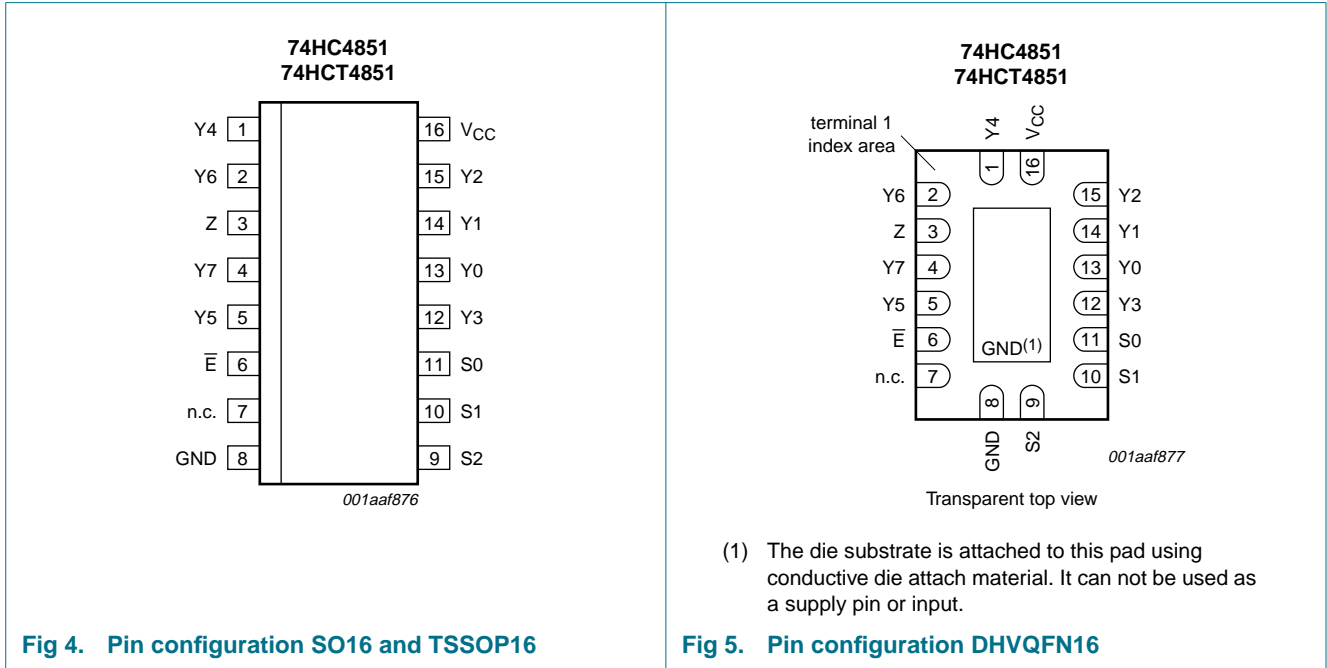 74HC4851
74HCT4851
Y4 1
16 VCC
Y6 2
15 Y2
Z 3
14 Y1
Y7 4
13 Y0
Y5 5
12 Y3
E̅ 6
11 S0
n.c. 7
10 S1
GND 8
9 S2
001aaf876
Fig 4. Pin configuration SO16 and TSSOP16
74HC4851
74HCT4851
terminal 1
index area
Y4
VCC
1
16
Y6 2
15 Y2
Z 3
14 Y1
Y7 4
13 Y0
Y5 5
12 Y3
E̅ 6
11 S0
GND(1)
n.c. 7
10 S1
8
9
GND
S2
001aaf877
Transparent top view
(1) The die substrate is attached to this pad using
conductive die attach material. It can not be used as
a supply pin or input.
Fig 5. Pin configuration DHVQFN16